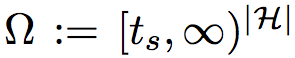 Ω := [t_s, ∞)^{|ℋ|}